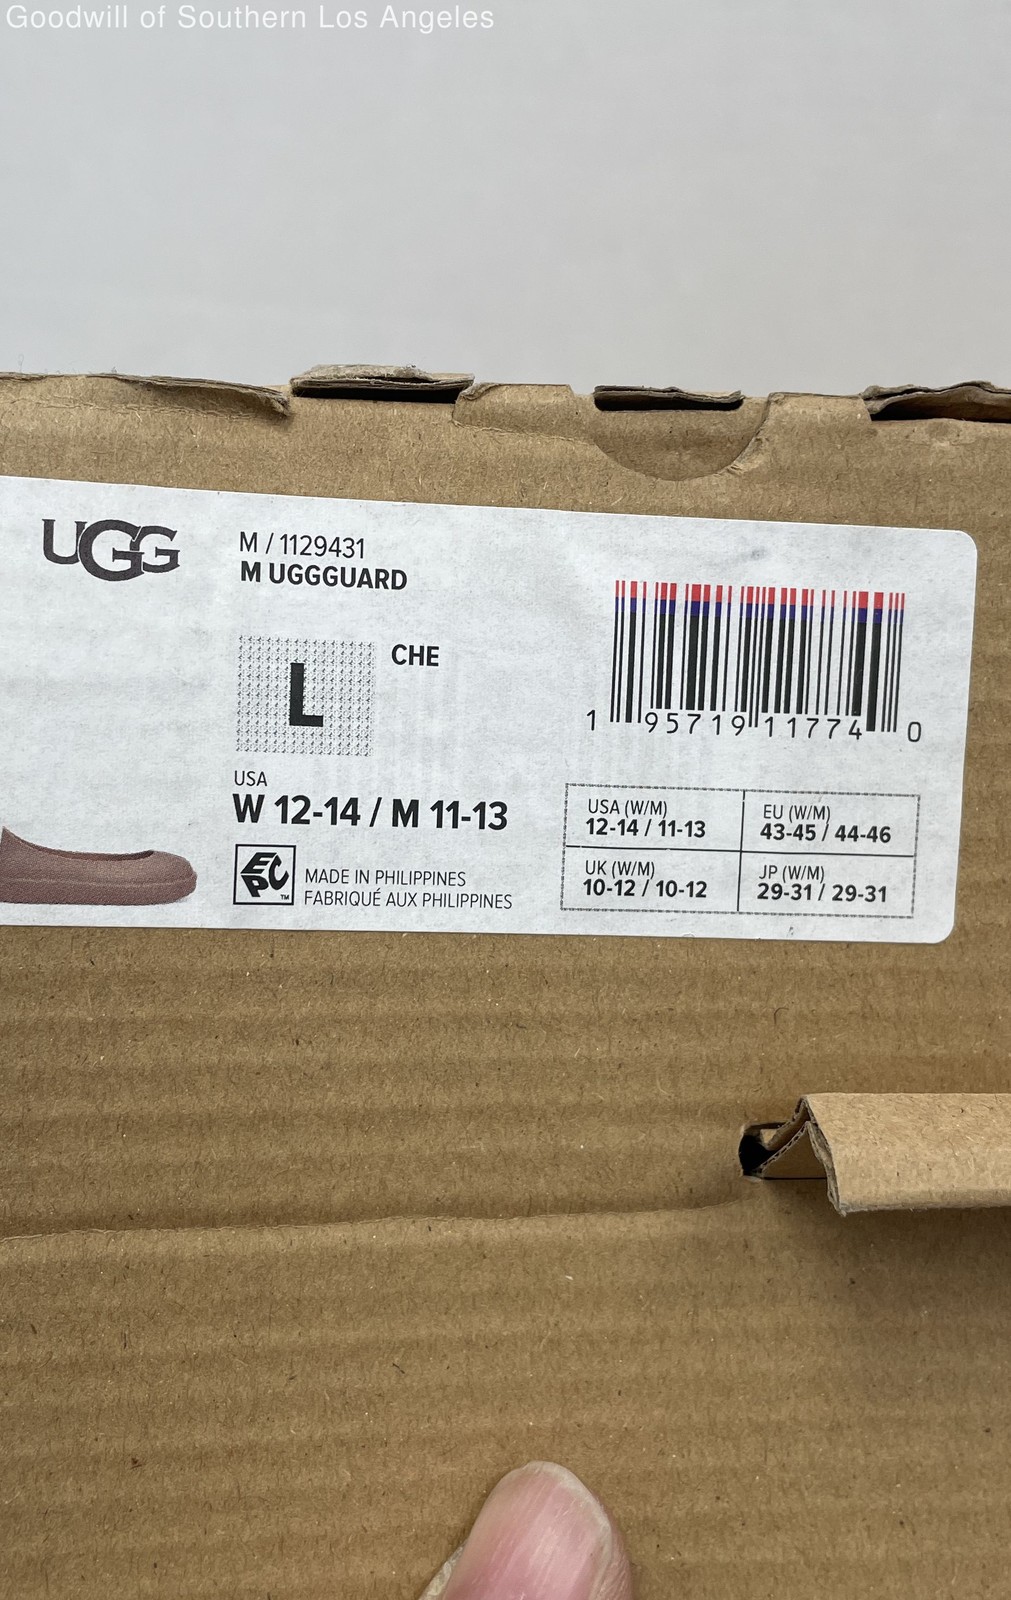 Goodwill of Southern Los Angeles
UGG
M / 1129431
M UGGGUARD
L
CHE
USA
W 12-14 / M 11-13
EPC
TM
MADE IN PHILIPPINES
FABRIQUÉ AUX PHILIPPINES
1 95719 11774 0
USA (W/M)
12-14 / 11-13
EU (W/M)
43-45 / 44-46
UK (W/M)
10-12 / 10-12
JP (W/M)
29-31 / 29-31